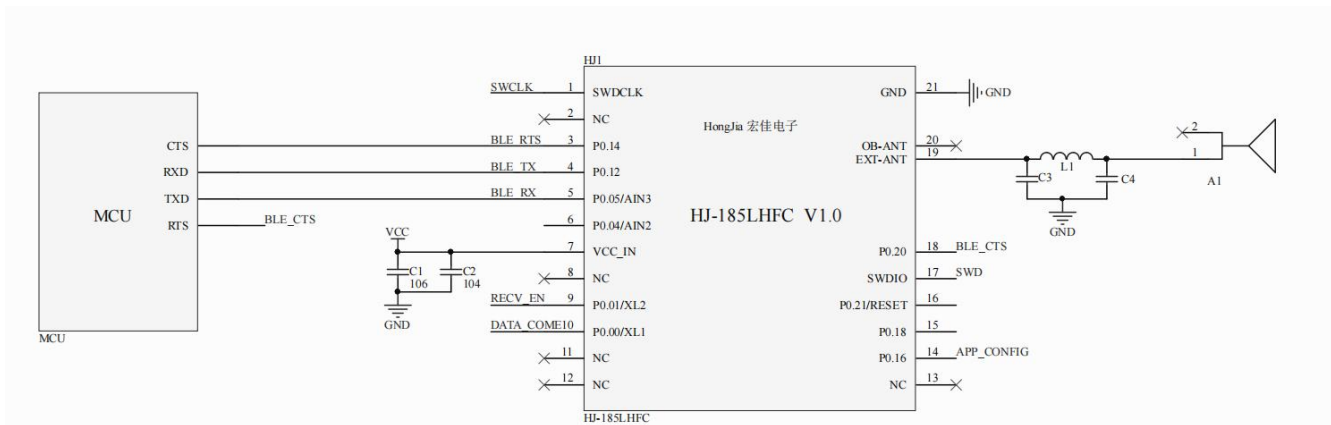 HJ1
SWCLK 1 SWDCLK
GND 21 GND
2 NC
HongJia 宏佳电子
CTS BLE_RTS 3 P0.14
OB-ANT 20
EXT-ANT 19
L1
2
1
C3
C4
A1
GND
RXD BLE_TX 4 P0.12
TXD BLE_RX 5 P0.05/AIN3
MCU
HJ-185LHFC V1.0
RTS BLE_CTS
6 P0.04/AIN2
VCC
7 VCC_IN
P0.20 18 BLE_CTS
C1
106
C2
104
GND
8 NC
SWDIO 17 SWD
RECV_EN 9 P0.01/XL2
P0.21/RESET 16
DATA_COME 10 P0.00/XL1
P0.18 15
MCU
11 NC
P0.16 14 APP_CONFIG
12 NC
NC 13
HJ-185LHFC